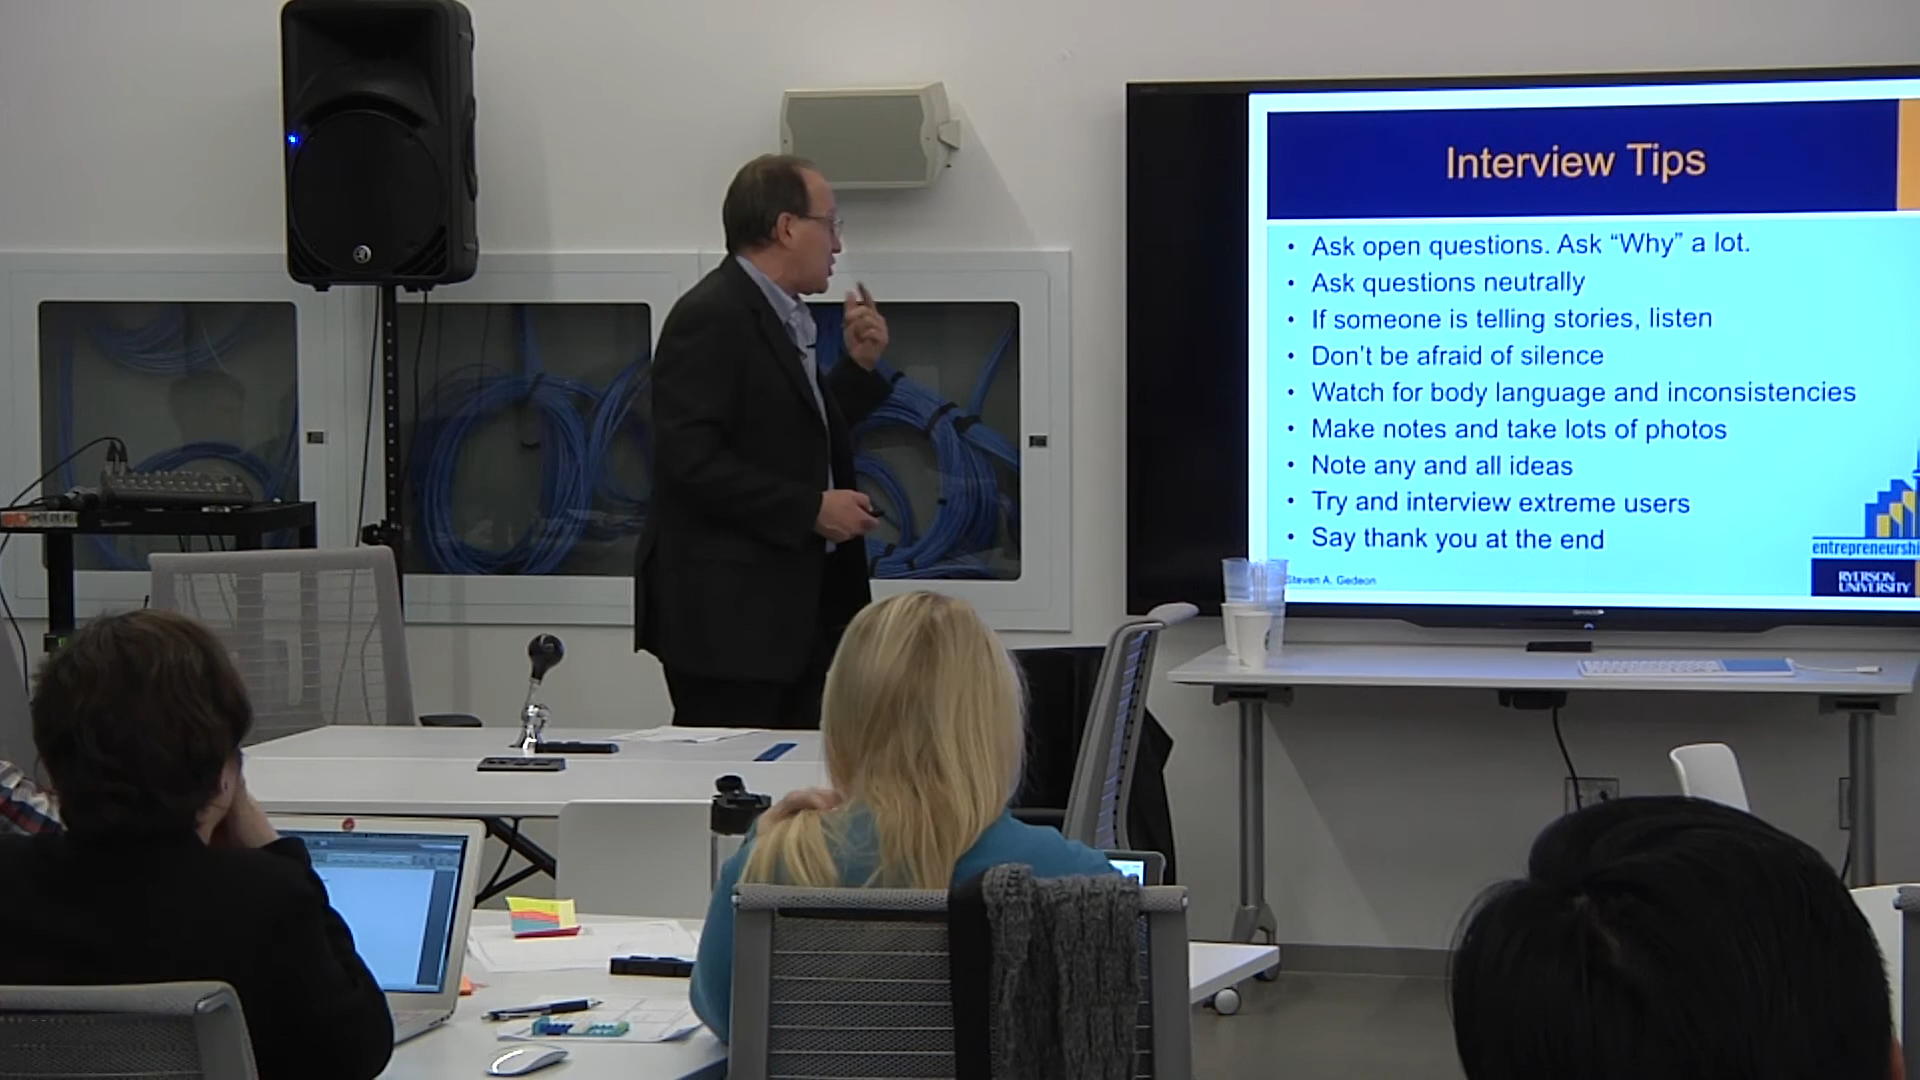 Interview Tips
• Ask open questions. Ask “Why” a lot.
• Ask questions neutrally
• If someone is telling stories, listen
• Don't be afraid of silence
• Watch for body language and inconsistencies
• Make notes and take lots of photos
• Note any and all ideas
• Try and interview extreme users
• Say thank you at the end
Steven A. Gedeon
entrepreneurshi
RYERSON
UNIVERSITY